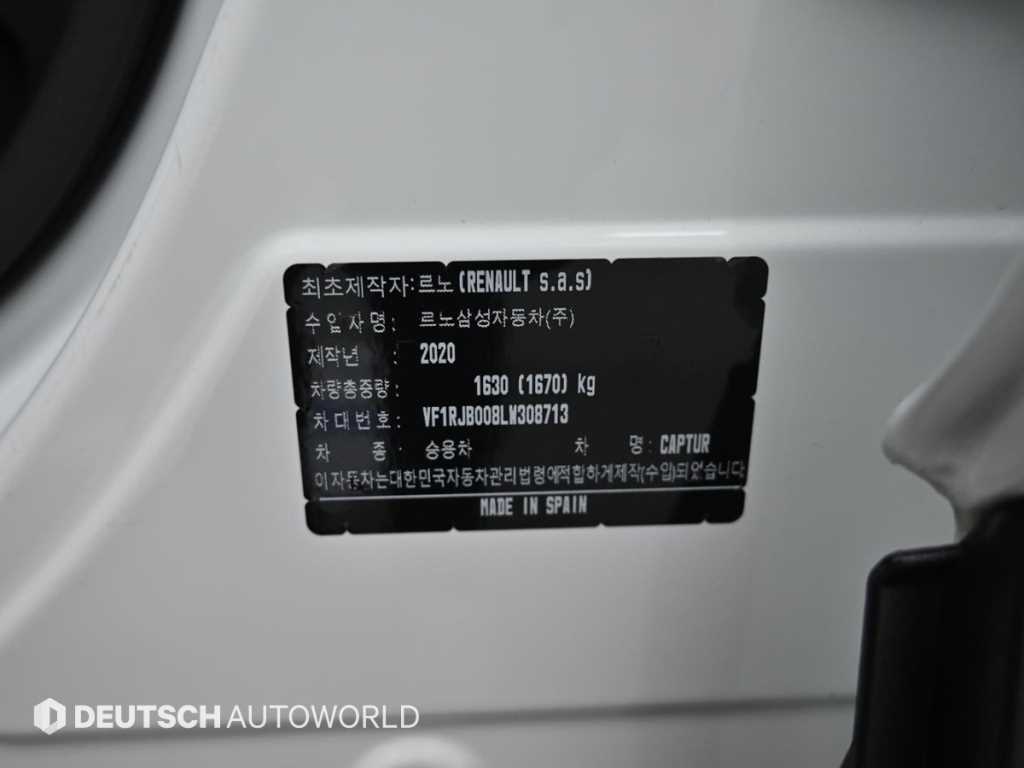 최초제작자:르노(RENAULT s.a.s)
수입자명: 르노삼성자동차(주)
제작년 : 2020
차량총중량: 1630 (1670) kg
차대번호: VF1RJB008LM308713
차 종: 승용차 차 명: CAPTUR
이자동차는대한민국자동차관리법령에적합하게제작(수입)되었습니다
MADE IN SPAIN
DEUTSCH AUTOWORLD